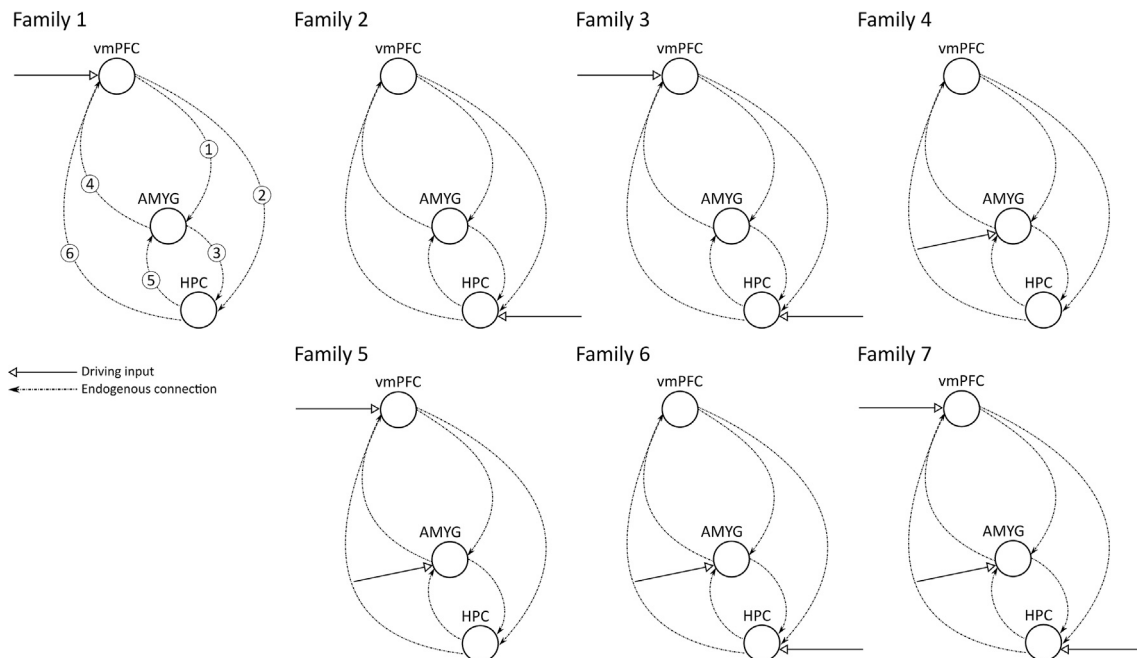 Family 1
Family 2
Family 3
Family 4
vmPFC
vmPFC
vmPFC
vmPFC
1
4
2
AMYG
AMYG
AMYG
AMYG
3
6
5
HPC
HPC
HPC
HPC
Driving input
Endogenous connection
Family 5
Family 6
Family 7
vmPFC
vmPFC
vmPFC
AMYG
AMYG
AMYG
HPC
HPC
HPC